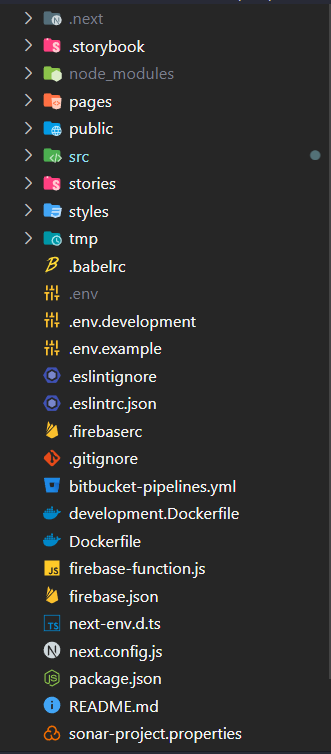 .next
.storybook
node_modules
pages
public
src
stories
styles
tmp
.babelrc
.env
.env.development
.env.example
.eslintignore
.eslintrc.json
.firebaserc
.gitignore
bitbucket-pipelines.yml
development.Dockerfile
Dockerfile
firebase-function.js
firebase.json
next-env.d.ts
next.config.js
package.json
README.md
sonar-project.properties